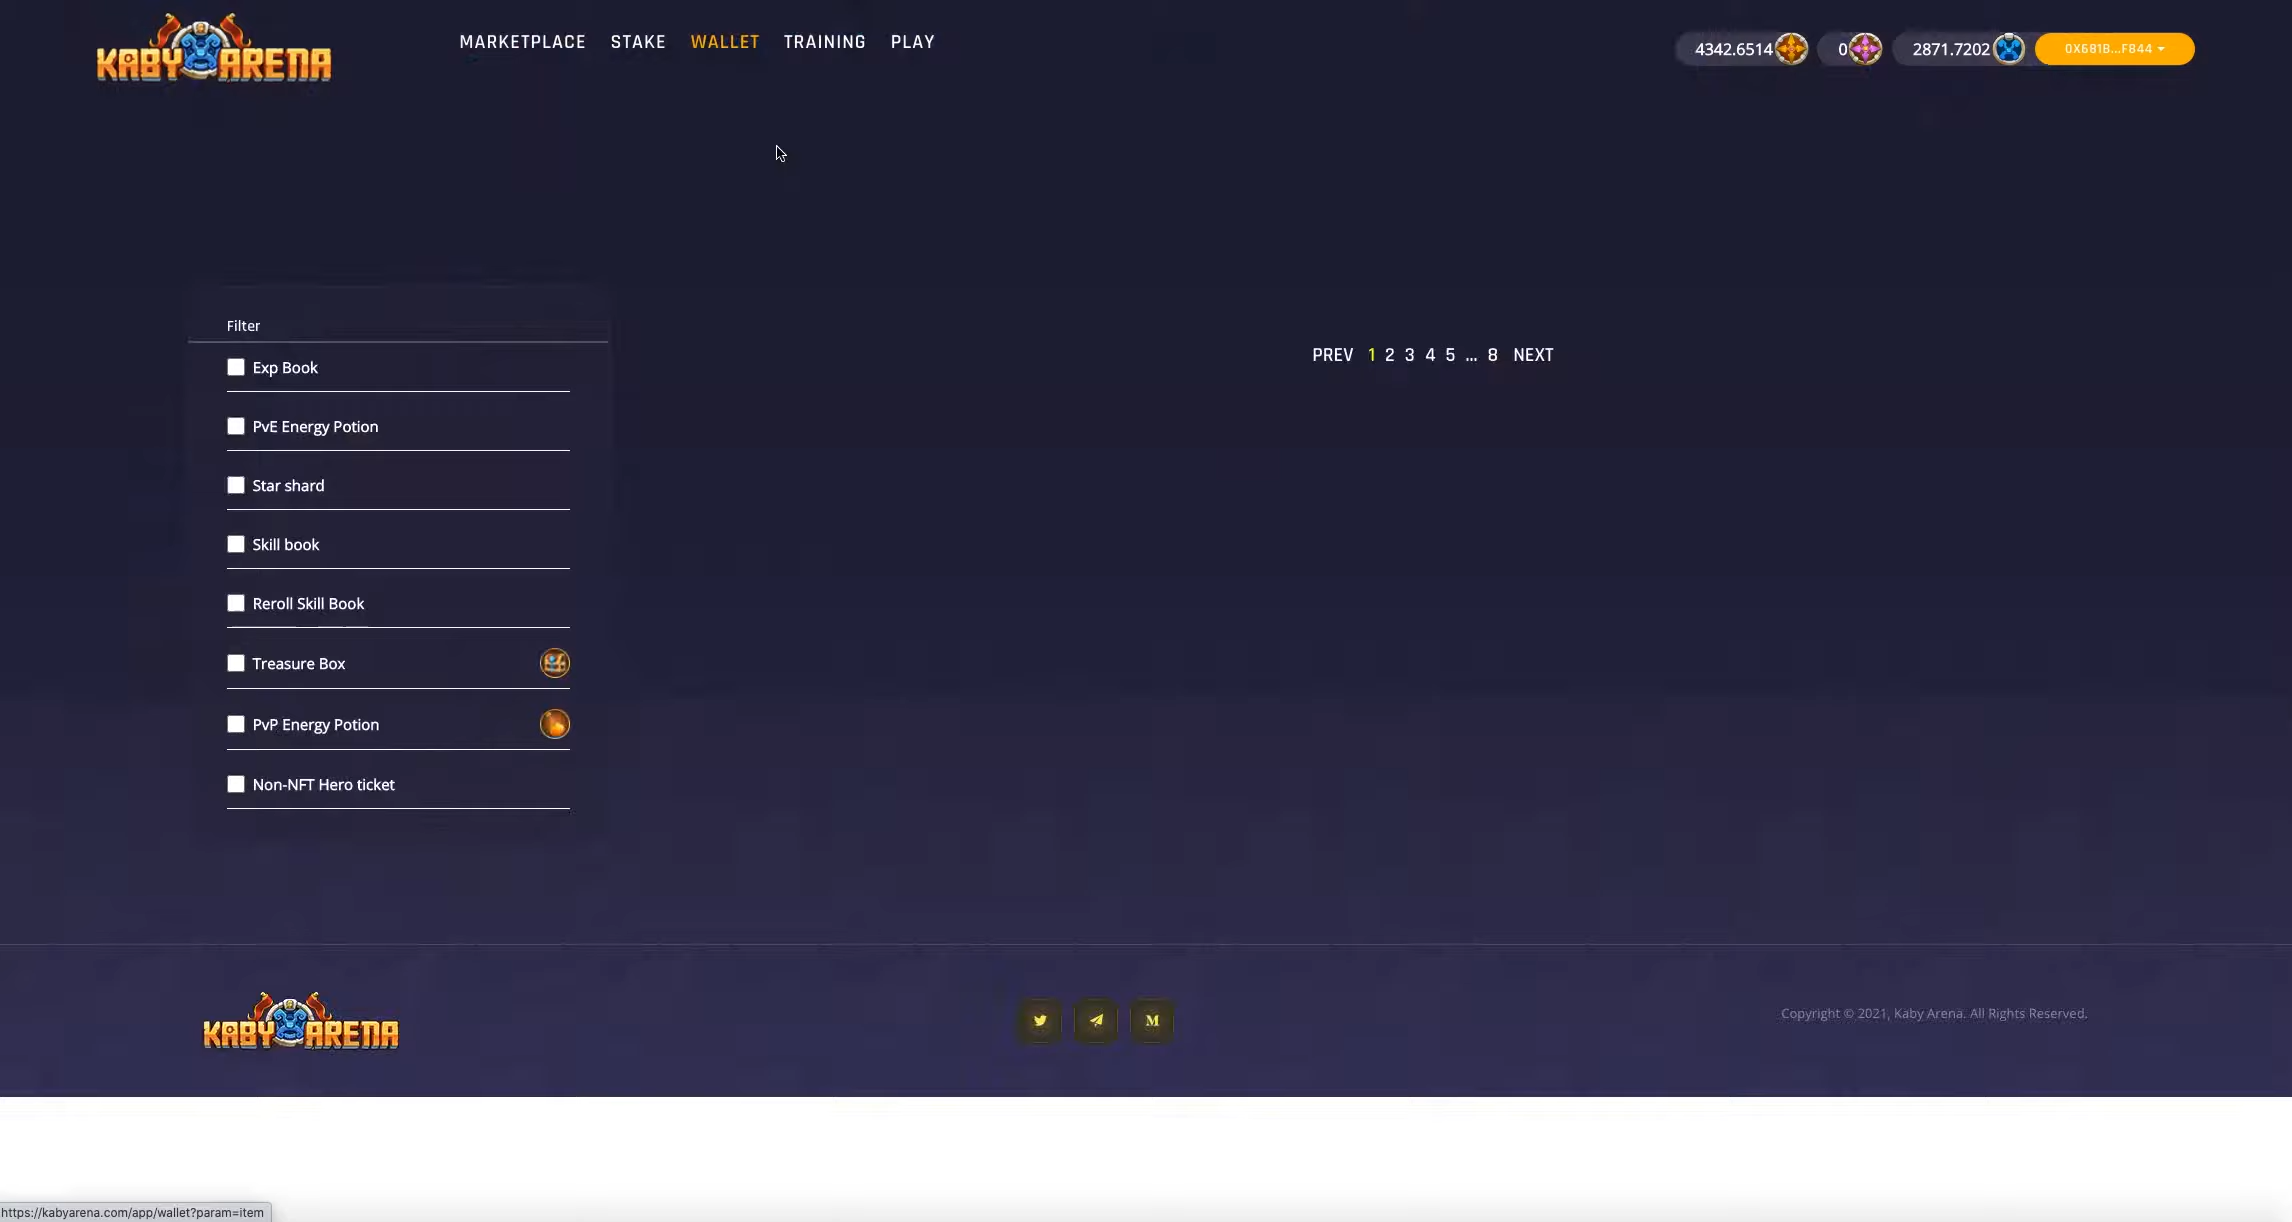 KABY ARENA
MARKETPLACE STAKE WALLET TRAINING PLAY
4342.6514 0 2871.7202 0X681B...F844
Filter
Exp Book
PvE Energy Potion
Star shard
Skill book
Reroll Skill Book
Treasure Box
PvP Energy Potion
Non-NFT Hero ticket
PREV 1 2 3 4 5 ... 8 NEXT
KABY ARENA
M
Copyright © 2021, Kaby Arena. All Rights Reserved.
https://kabyarena.com/app/wallet?param=item